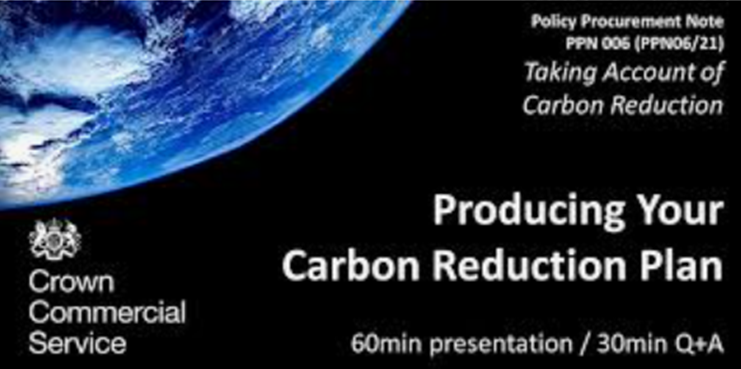 Policy Procurement Note
PPN 006 (PPN06/21)
Taking Account of
Carbon Reduction
Producing Your
Carbon Reduction Plan
Crown
Commercial
Service
60min presentation / 30min Q+A